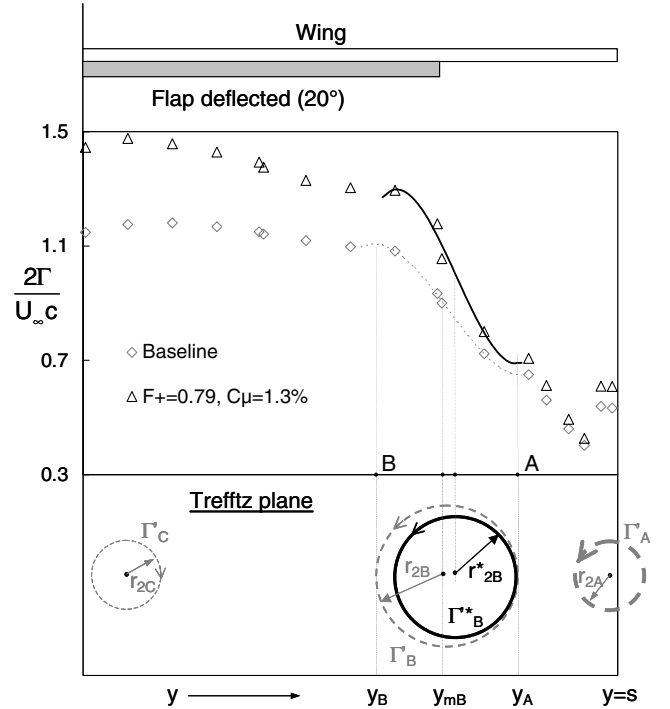 Wing
Flap deflected (20°)
1.5
1.1
2Γ
U∞c
0.7
◇ Baseline
△ F+=0.79, Cμ=1.3%
0.3
B
A
Trefftz plane
Γ'C
Γ'A
r2C
r2B
r*2B
r2A
Γ'*B
Γ'B
y
yB
ymB
yA
y=s